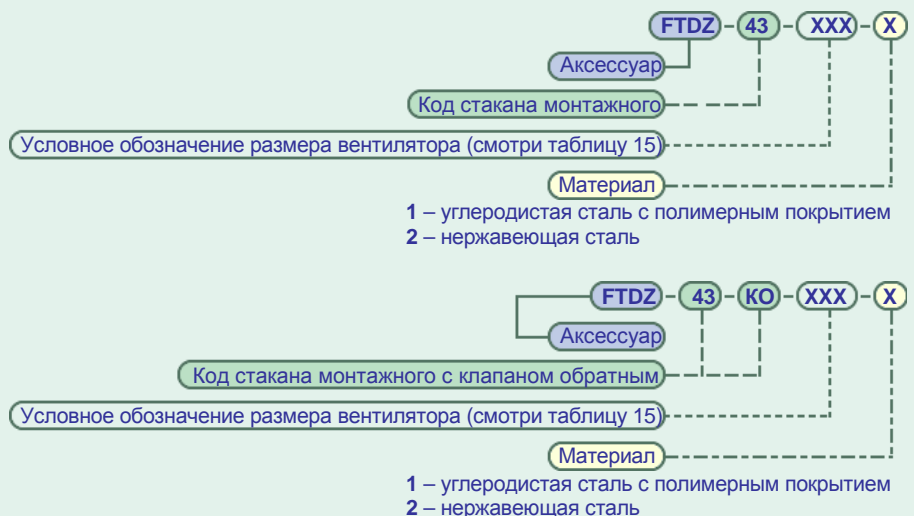 FTDZ - 43 - XXX - X
Аксессуар
Код стакана монтажного
Условное обозначение размера вентилятора (смотри таблицу 15)
Материал
1 – углеродистая сталь с полимерным покрытием
2 – нержавеющая сталь
FTDZ - 43 - КО - XXX - X
Аксессуар
Код стакана монтажного с клапаном обратным
Условное обозначение размера вентилятора (смотри таблицу 15)
Материал
1 – углеродистая сталь с полимерным покрытием
2 – нержавеющая сталь